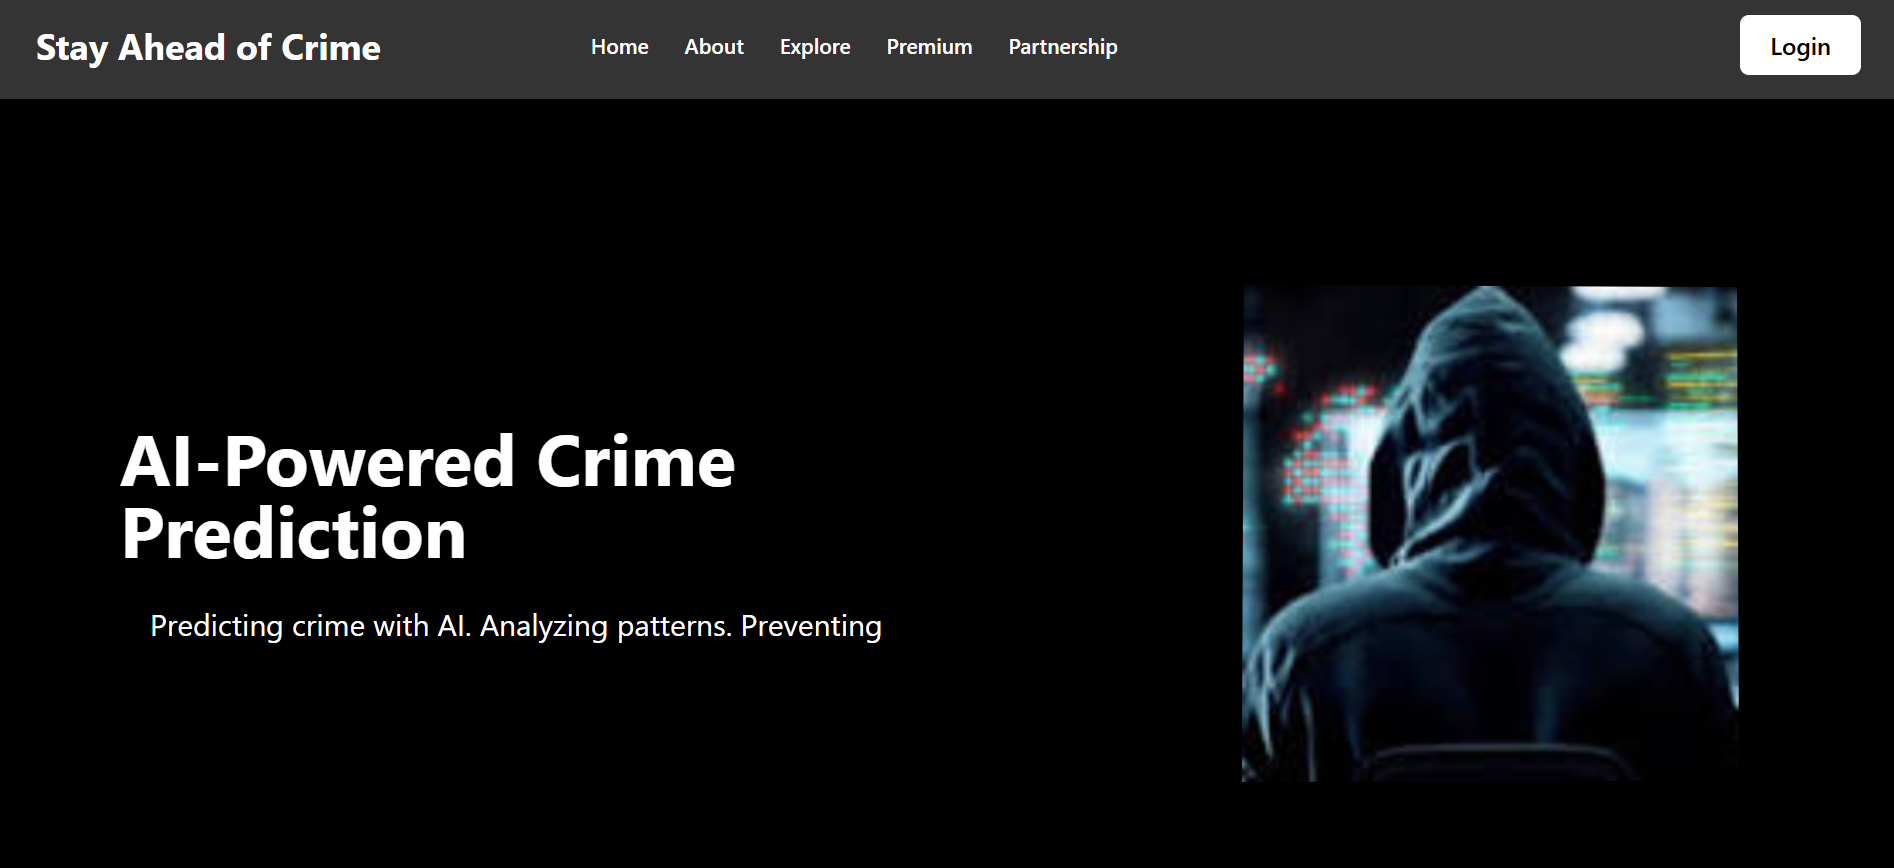 Stay Ahead of Crime
Home About Explore Premium Partnership
Login
AI-Powered Crime
Prediction
Predicting crime with AI. Analyzing patterns. Preventing